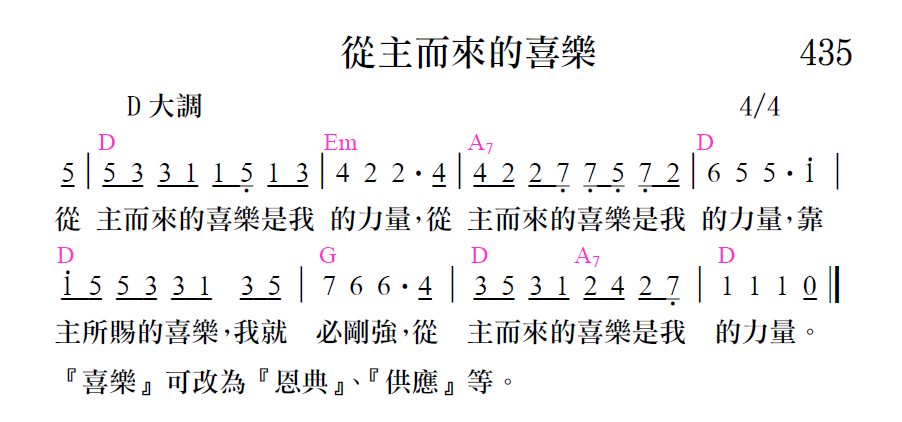 從主而來的喜樂 435
D 大調 4/4
D Em A7 D
5 | 5 3 3 1 1 5̣ 1 3 | 4 2 2 · 4 | 4 2 2 7̣ 7̣ 5̣ 7̣ 2 | 6 5 5 · i |
從 主而來的喜樂是我 的力量,從 主而來的喜樂是我 的力量,靠
D G D A7 D
i 5 5 3 3 1 3 5 | 7 6 6 · 4 | 3 5 3 1 2 4 2 7̣ | 1 1 1 0 ‖
主所賜的喜樂,我就 必剛強,從 主而來的喜樂是我 的力量。
『喜樂』可改為『恩典』、『供應』等。